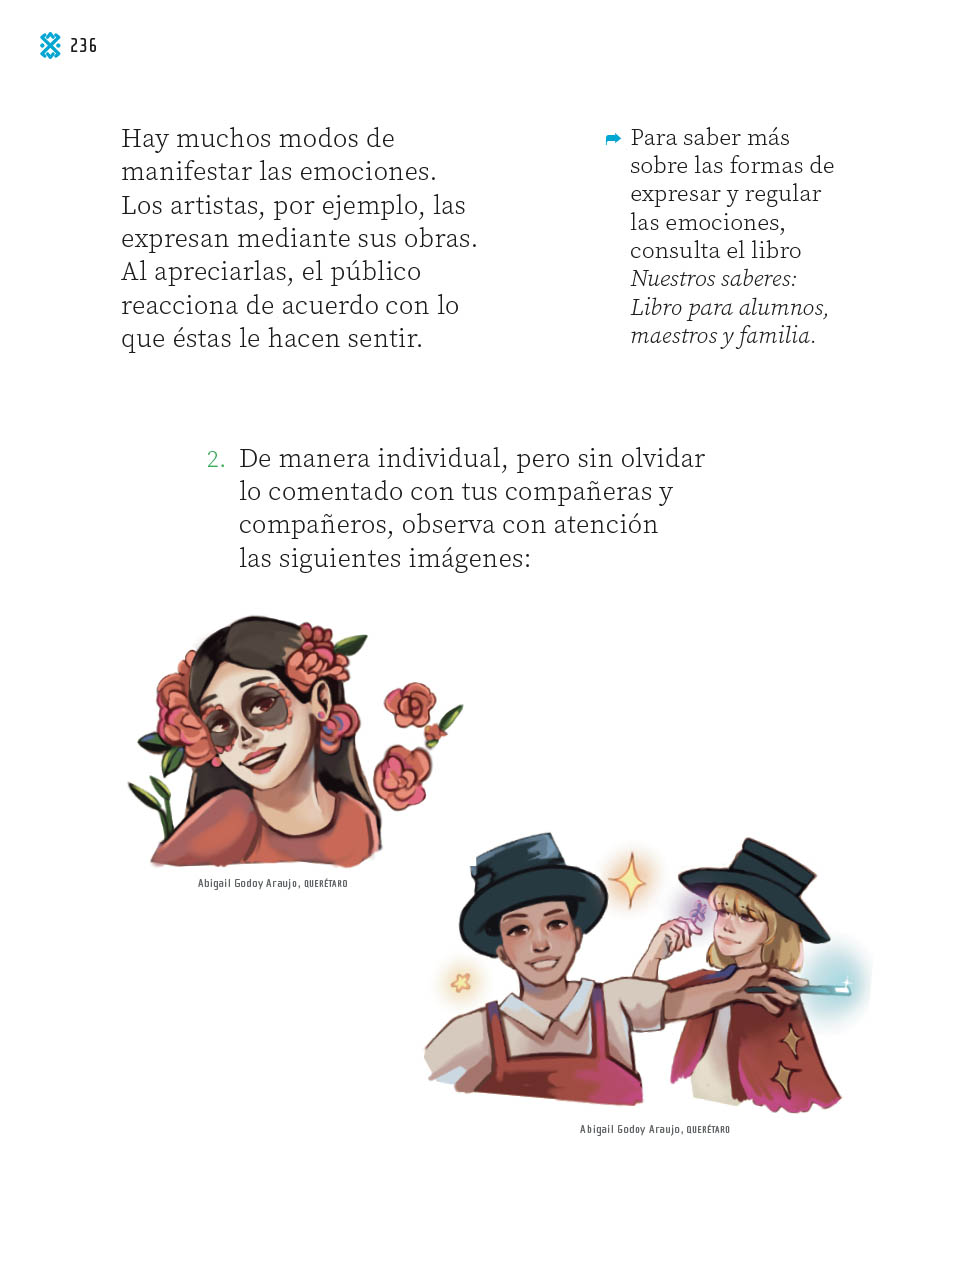 236
Hay muchos modos de
manifestar las emociones.
Los artistas, por ejemplo, las
expresan mediante sus obras.
Al apreciarlas, el público
reacciona de acuerdo con lo
que éstas le hacen sentir.
Para saber más
sobre las formas de
expresar y regular
las emociones,
consulta el libro
Nuestros saberes:
Libro para alumnos,
maestros y familia.
2. De manera individual, pero sin olvidar
lo comentado con tus compañeras y
compañeros, observa con atención
las siguientes imágenes:
Abigail Godoy Araujo, QUERÉTARO
Abigail Godoy Araujo, QUERÉTARO